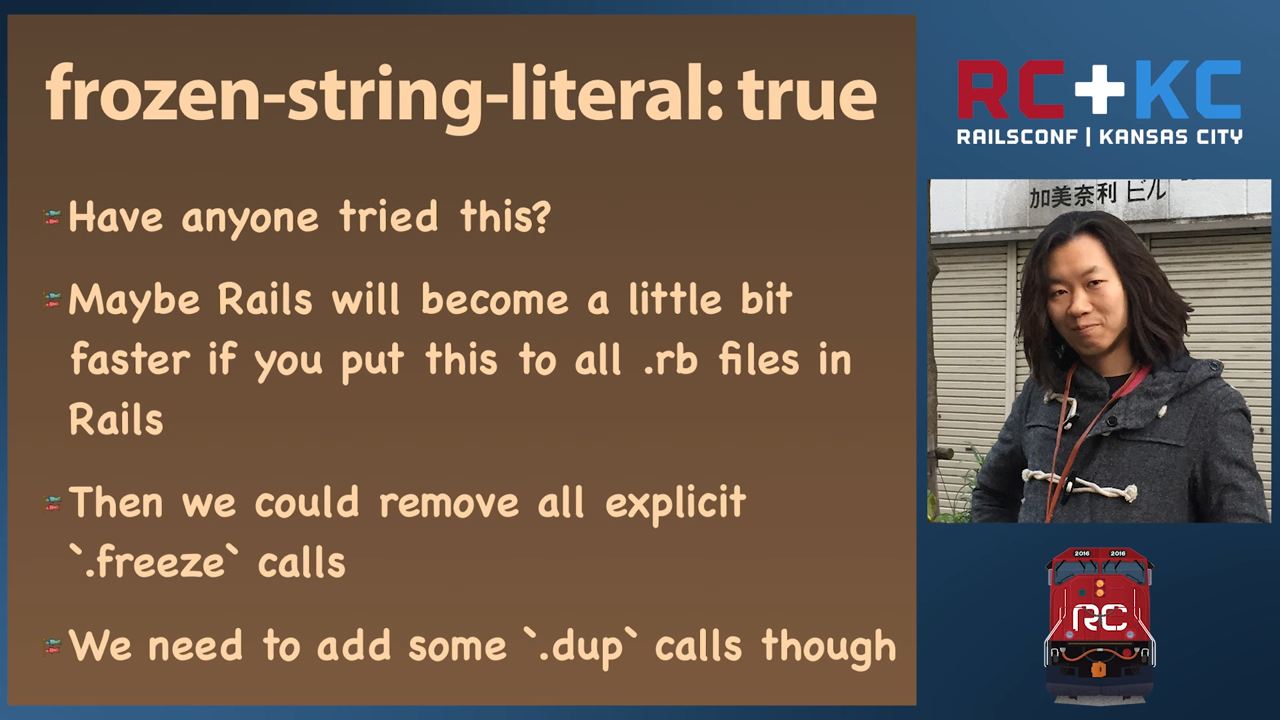 frozen-string-literal: true
Have anyone tried this?
Maybe Rails will become a little bit
faster if you put this to all .rb files in
Rails
Then we could remove all explicit
`.freeze` calls
We need to add some `.dup` calls though
RC+KC
RAILSCONF | KANSAS CITY
加美奈利 ビル
2016 2016
RC